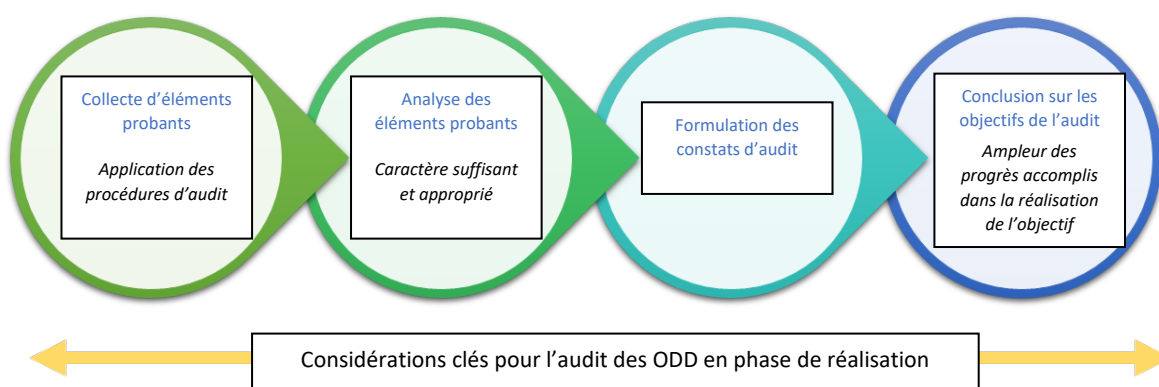 Collecte d'éléments
probants
Application des
procédures d'audit
Analyse des
éléments probants
Caractère suffisant
et approprié
Formulation des
constats d'audit
Conclusion sur les
objectifs de l'audit
Ampleur des
progrès accomplis
dans la réalisation
de l'objectif
Considérations clés pour l'audit des ODD en phase de réalisation